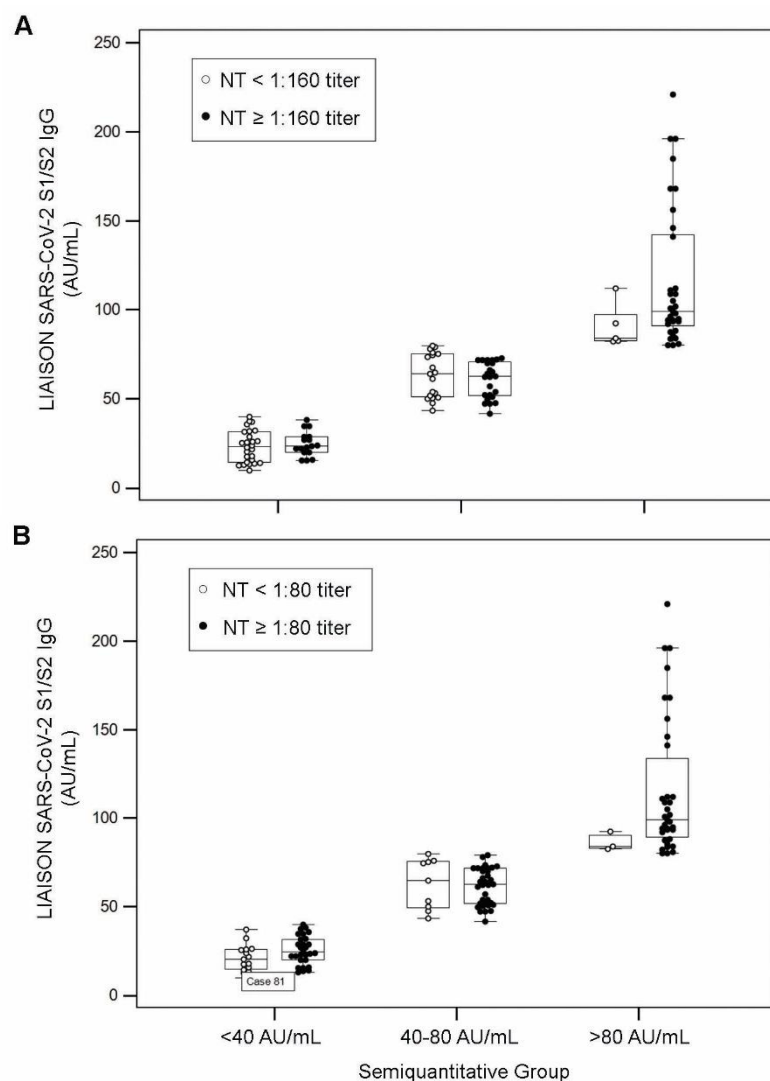 A
250
200
150
100
50
0
LIAISON SARS-CoV-2 S1/S2 IgG
(AU/mL)
NT < 1:160 titer
NT ≥ 1:160 titer
B
250
200
150
100
50
0
LIAISON SARS-CoV-2 S1/S2 IgG
(AU/mL)
NT < 1:80 titer
NT ≥ 1:80 titer
Case 81
<40 AU/mL
40-80 AU/mL
>80 AU/mL
Semiquantitative Group